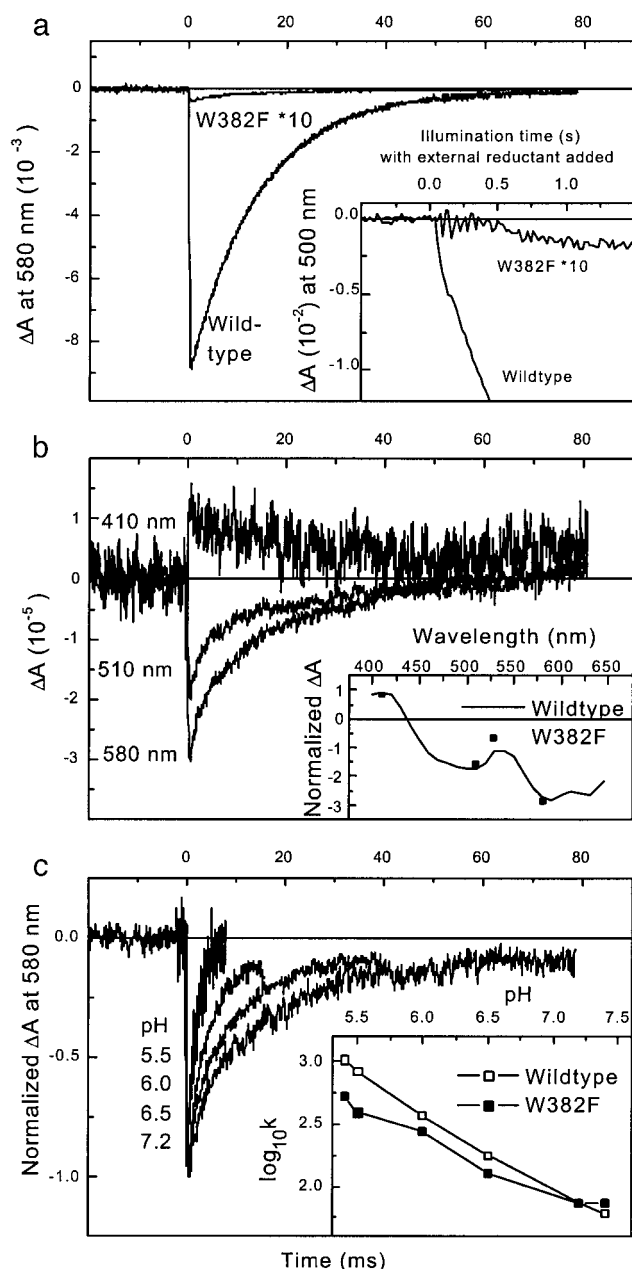 a
0 20 40 60 80
0
-2
-4
-6
-8
ΔA at 580 nm (10⁻³)
W382F *10
Wild-
type
Illumination time (s)
with external reductant added
0.0 0.5 1.0
0.0
-0.5
-1.0
ΔA (10⁻²) at 500 nm
W382F *10
Wildtype
b
0 20 40 60 80
1
0
-1
-2
-3
ΔA (10⁻⁵)
410 nm
510 nm
580 nm
Wavelength (nm)
400 450 500 550 600 650
1
0
-1
-2
-3
Normalized ΔA
Wildtype
W382F
c
0 20 40 60 80
0.0
-0.5
-1.0
Normalized ΔA at 580 nm
pH
5.5
6.0
6.5
7.2
pH
5.5 6.0 6.5 7.0 7.5
3.0
2.5
2.0
log₁₀k
Wildtype
W382F
Time (ms)